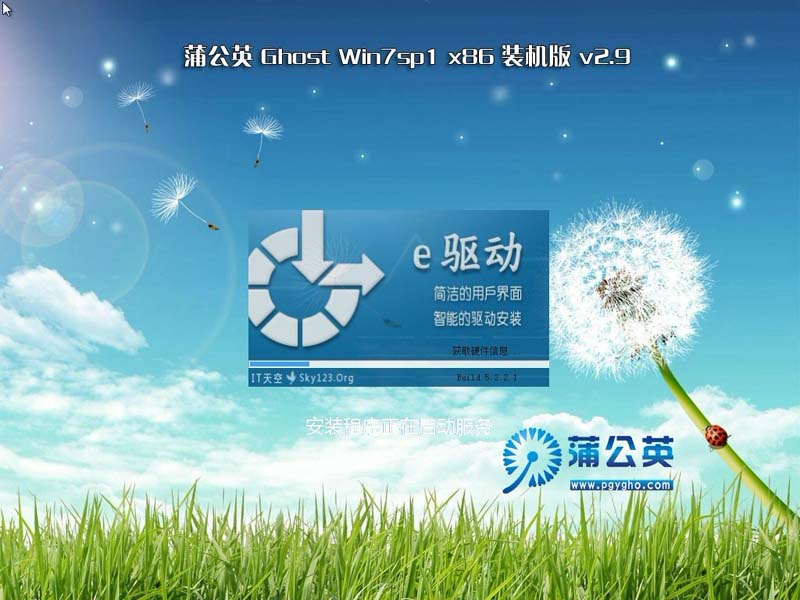 蒲公英 Ghost Win7sp1 x86 装机版 v2.9
e 驱动
简洁的用戶界面
智能的驱动安装
获取硬件信息...
IT天空 Sky123.Org
Build 5.2.2.1
安装程序正在启动服务
蒲公英
www.pgygho.com